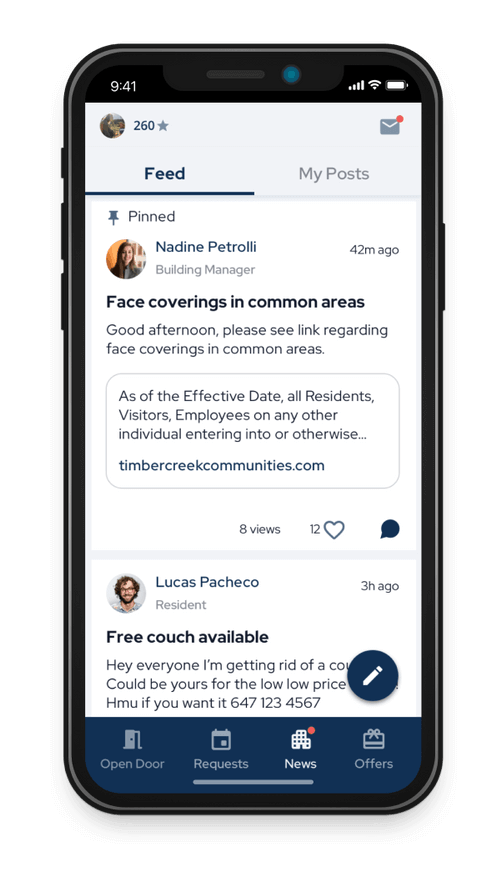 9:41
260
Feed
My Posts
Pinned
Nadine Petrolli
42m ago
Building Manager
Face coverings in common areas
Good afternoon, please see link regarding
face coverings in common areas.
As of the Effective Date, all Residents,
Visitors, Employees on any other
individual entering into or otherwise...
timbercreekcommunities.com
8 views
12
Lucas Pacheco
3h ago
Resident
Free couch available
Hey everyone I'm getting rid of a
Could be yours for the low low price
Hmu if you want it 647 123 4567
Open Door
Requests
News
Offers